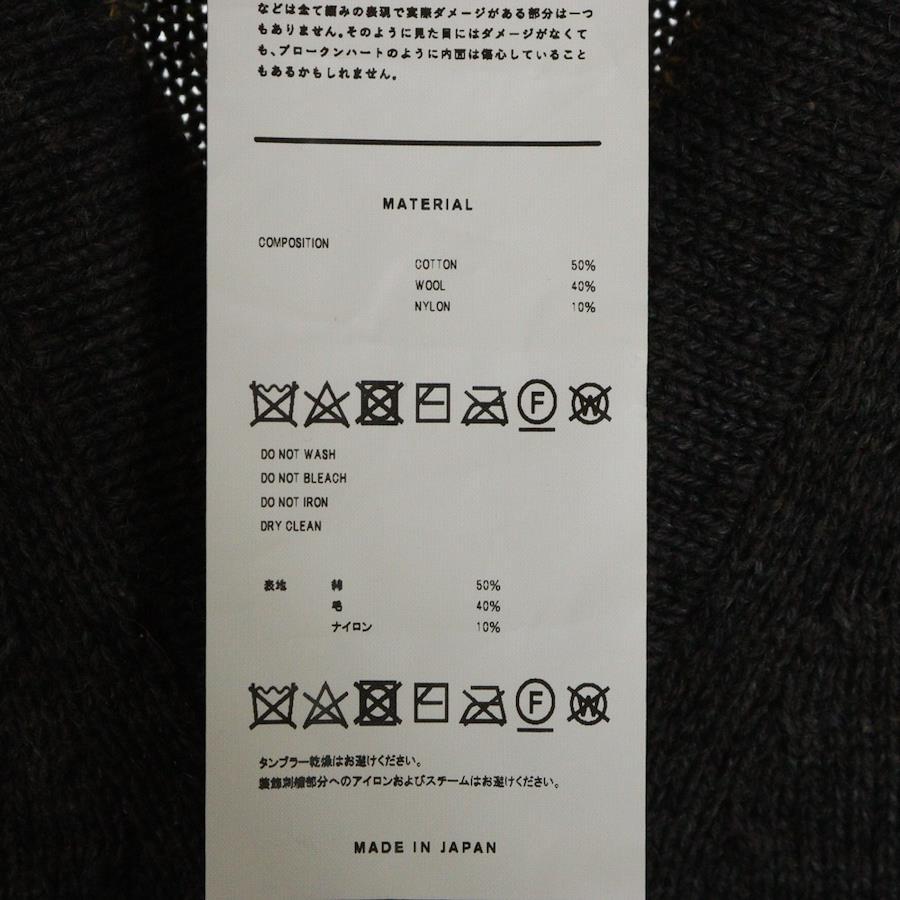 などは全て編みの表現で実際ダメージがある部分は一つ
もありません。そのように見た目にはダメージがなくて
も、ブロークンハートのように内面は傷心していること
もあるかもしれません。
MATERIAL
COMPOSITION
COTTON 50%
WOOL 40%
NYLON 10%
F W
DO NOT WASH
DO NOT BLEACH
DO NOT IRON
DRY CLEAN
表地 綿 50%
毛 40%
ナイロン 10%
F W
タンブラー乾燥はお避けください。
装飾刺繍部分へのアイロンおよびスチームはお避けください。
MADE IN JAPAN